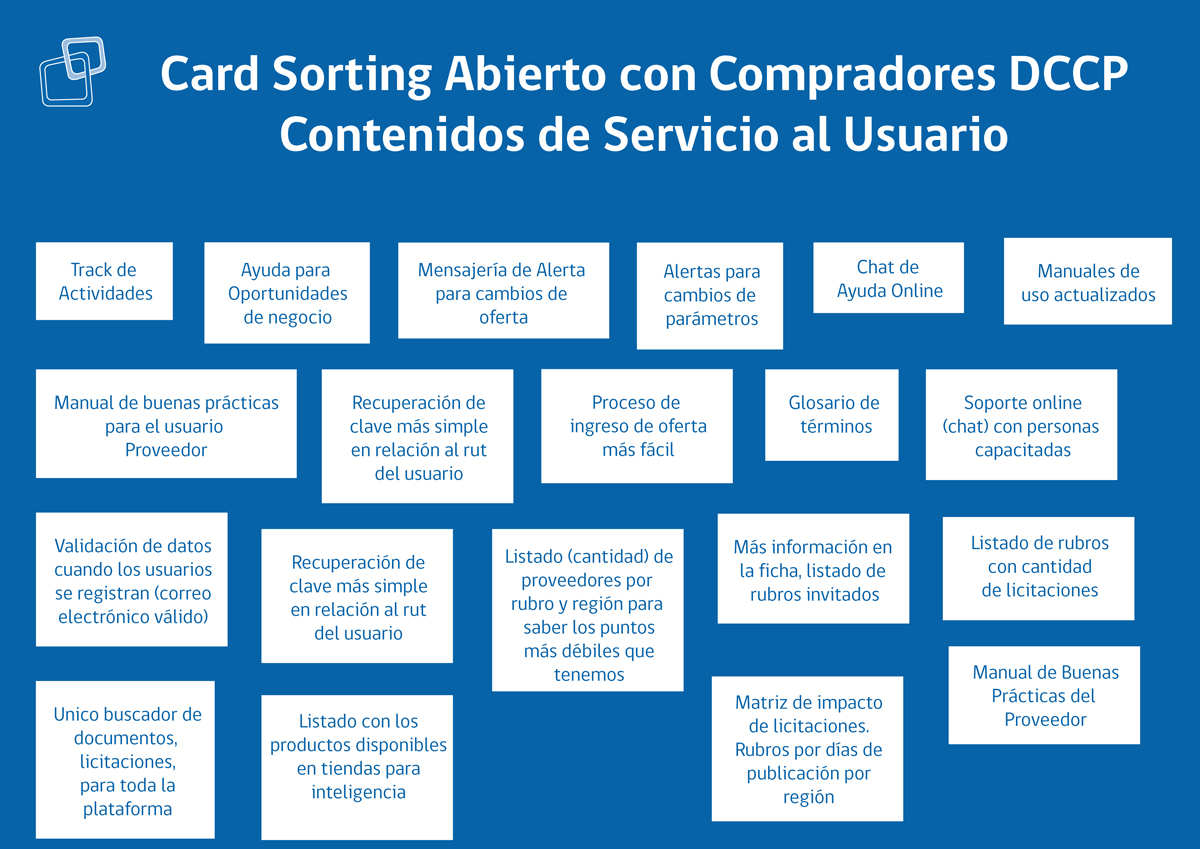 Card Sorting Abierto con Compradores DCCP
Contenidos de Servicio al Usuario
Track de
Actividades
Ayuda para
Oportunidades
de negocio
Mensajería de Alerta
para cambios de
oferta
Alertas para
cambios de
parámetros
Chat de
Ayuda Online
Manuales de
uso actualizados
Manual de buenas prácticas
para el usuario
Proveedor
Recuperación de
clave más simple
en relación al rut
del usuario
Proceso de
ingreso de oferta
más fácil
Glosario de
términos
Soporte online
(chat) con personas
capacitadas
Validación de datos
cuando los usuarios
se registran (correo
electrónico válido)
Recuperación de
clave más simple
en relación al rut
del usuario
Listado (cantidad) de
proveedores por
rubro y región para
saber los puntos
más débiles que
tenemos
Más información en
la ficha, listado de
rubros invitados
Listado de rubros
con cantidad
de licitaciones
Unico buscador de
documentos,
licitaciones,
para toda la
plataforma
Listado con los
productos disponibles
en tiendas para
inteligencia
Matriz de impacto
de licitaciones.
Rubros por días de
publicación por
región
Manual de Buenas
Prácticas del
Proveedor